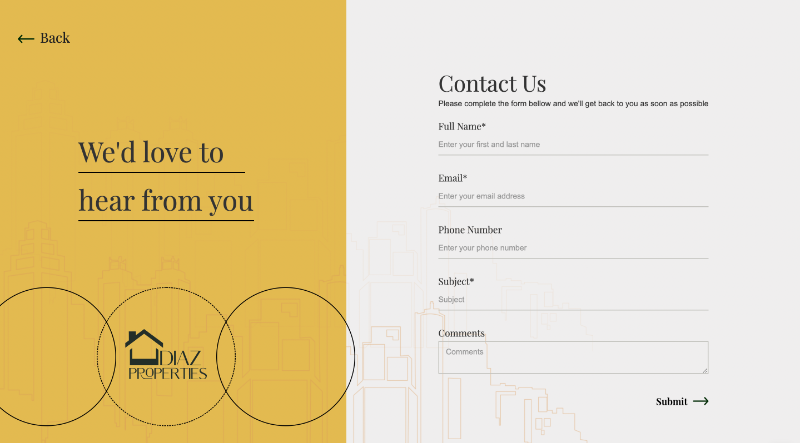 Back
We'd love to
hear from you
DIAZ
PROPERTIES
Contact Us
Please complete the form bellow and we'll get back to you as soon as possible
Full Name*
Enter your first and last name
Email*
Enter your email address
Phone Number
Enter your phone number
Subject*
Subject
Comments
Comments
Submit